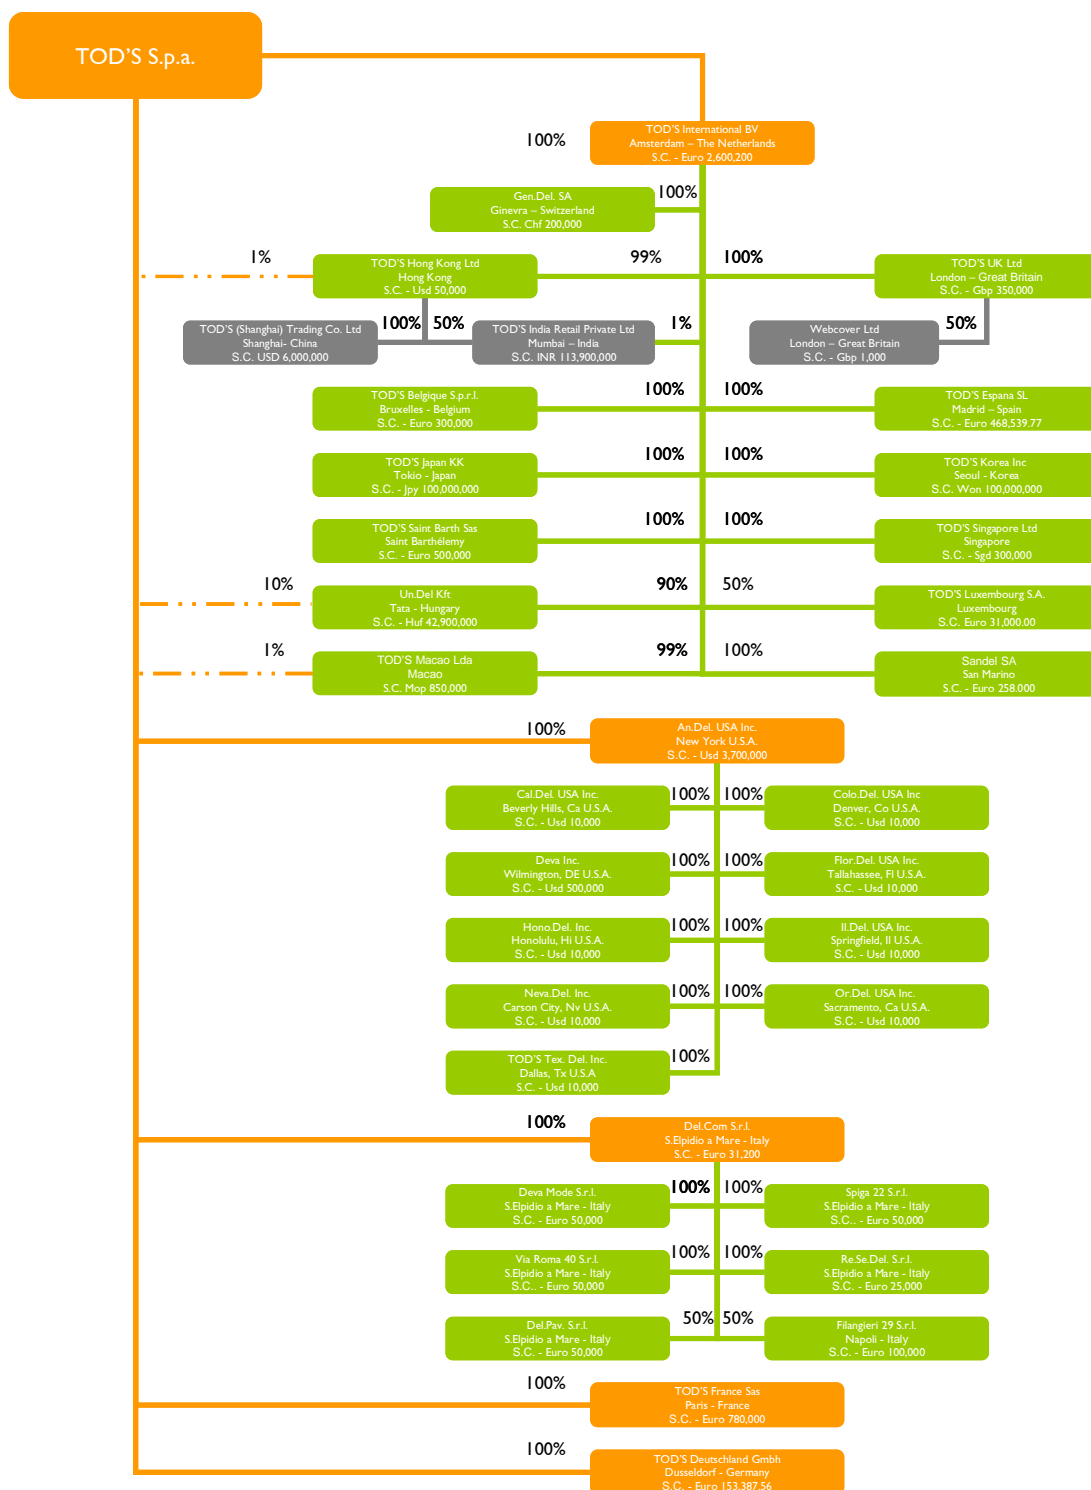 TOD'S S.p.a.
100%
TOD'S International BV
Amsterdam – The Netherlands
S.C. - Euro 2,600,200
100%
Gen.Del. SA
Ginevra – Switzerland
S.C. Chf 200,000
1%
TOD'S Hong Kong Ltd
Hong Kong
S.C. - Usd 50,000
99%
100%
TOD'S UK Ltd
London – Great Britain
S.C. - Gbp 350,000
TOD'S (Shanghai) Trading Co. Ltd
Shanghai- China
S.C. USD 6,000,000
100%
50%
TOD'S India Retail Private Ltd
Mumbai – India
S.C. INR 113,900,000
1%
Webcover Ltd
London – Great Britain
S.C. - Gbp 1,000
50%
TOD'S Belgique S.p.r.l.
Bruxelles - Belgium
S.C. - Euro 300,000
100%
100%
TOD'S Espana SL
Madrid – Spain
S.C. - Euro 468,539.77
TOD'S Japan KK
Tokio - Japan
S.C. - Jpy 100,000,000
100%
100%
TOD'S Korea Inc
Seoul - Korea
S.C. Won 100,000,000
TOD'S Saint Barth Sas
Saint Barthélemy
S.C. - Euro 500,000
100%
100%
TOD'S Singapore Ltd
Singapore
S.C. - Sgd 300,000
10%
Un.Del Kft
Tata - Hungary
S.C. - Huf 42,900,000
90%
50%
TOD'S Luxembourg S.A.
Luxembourg
S.C. Euro 31,000.00
1%
TOD'S Macao Lda
Macao
S.C. Mop 850,000
99%
100%
Sandel SA
San Marino
S.C. - Euro 258.000
100%
An.Del. USA Inc.
New York U.S.A.
S.C. - Usd 3,700,000
Cal.Del. USA Inc.
Beverly Hills, Ca U.S.A.
S.C. - Usd 10,000
100%
100%
Colo.Del. USA Inc
Denver, Co U.S.A.
S.C. - Usd 10,000
Deva Inc.
Wilmington, DE U.S.A.
S.C. - Usd 500,000
100%
100%
Flor.Del. USA Inc.
Tallahassee, Fl U.S.A.
S.C. - Usd 10,000
Hono.Del. Inc.
Honolulu, Hi U.S.A.
S.C. - Usd 10,000
100%
100%
Il.Del. USA Inc.
Springfield, Il U.S.A.
S.C. - Usd 10,000
Neva.Del. Inc.
Carson City, Nv U.S.A.
S.C. - Usd 10,000
100%
100%
Or.Del. USA Inc.
Sacramento, Ca U.S.A.
S.C. - Usd 10,000
TOD'S Tex. Del. Inc.
Dallas, Tx U.S.A
S.C. - Usd 10,000
100%
100%
Del.Com S.r.l.
S.Elpidio a Mare - Italy
S.C. - Euro 31,200
Deva Mode S.r.l.
S.Elpidio a Mare - Italy
S.C. - Euro 50,000
100%
100%
Spiga 22 S.r.l.
S.Elpidio a Mare - Italy
S.C.. - Euro 50,000
Via Roma 40 S.r.l.
S.Elpidio a Mare - Italy
S.C.. - Euro 50,000
100%
100%
Re.Se.Del. S.r.l.
S.Elpidio a Mare - Italy
S.C. - Euro 25,000
Del.Pav. S.r.l.
S.Elpidio a Mare - Italy
S.C. - Euro 50,000
50%
50%
Filangieri 29 S.r.l.
Napoli - Italy
S.C. - Euro 100,000
100%
TOD'S France Sas
Paris - France
S.C. - Euro 780,000
100%
TOD'S Deutschland Gmbh
Dusseldorf - Germany
S.C. - Euro 153,387.56